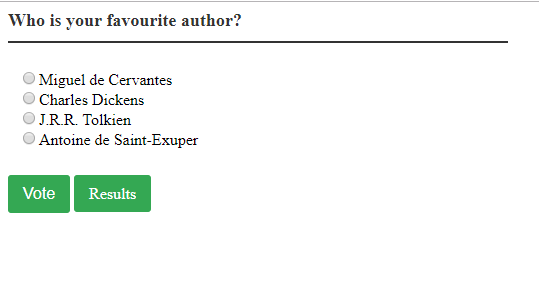 Who is your favourite author?
Miguel de Cervantes
Charles Dickens
J.R.R. Tolkien
Antoine de Saint-Exuper
Vote Results